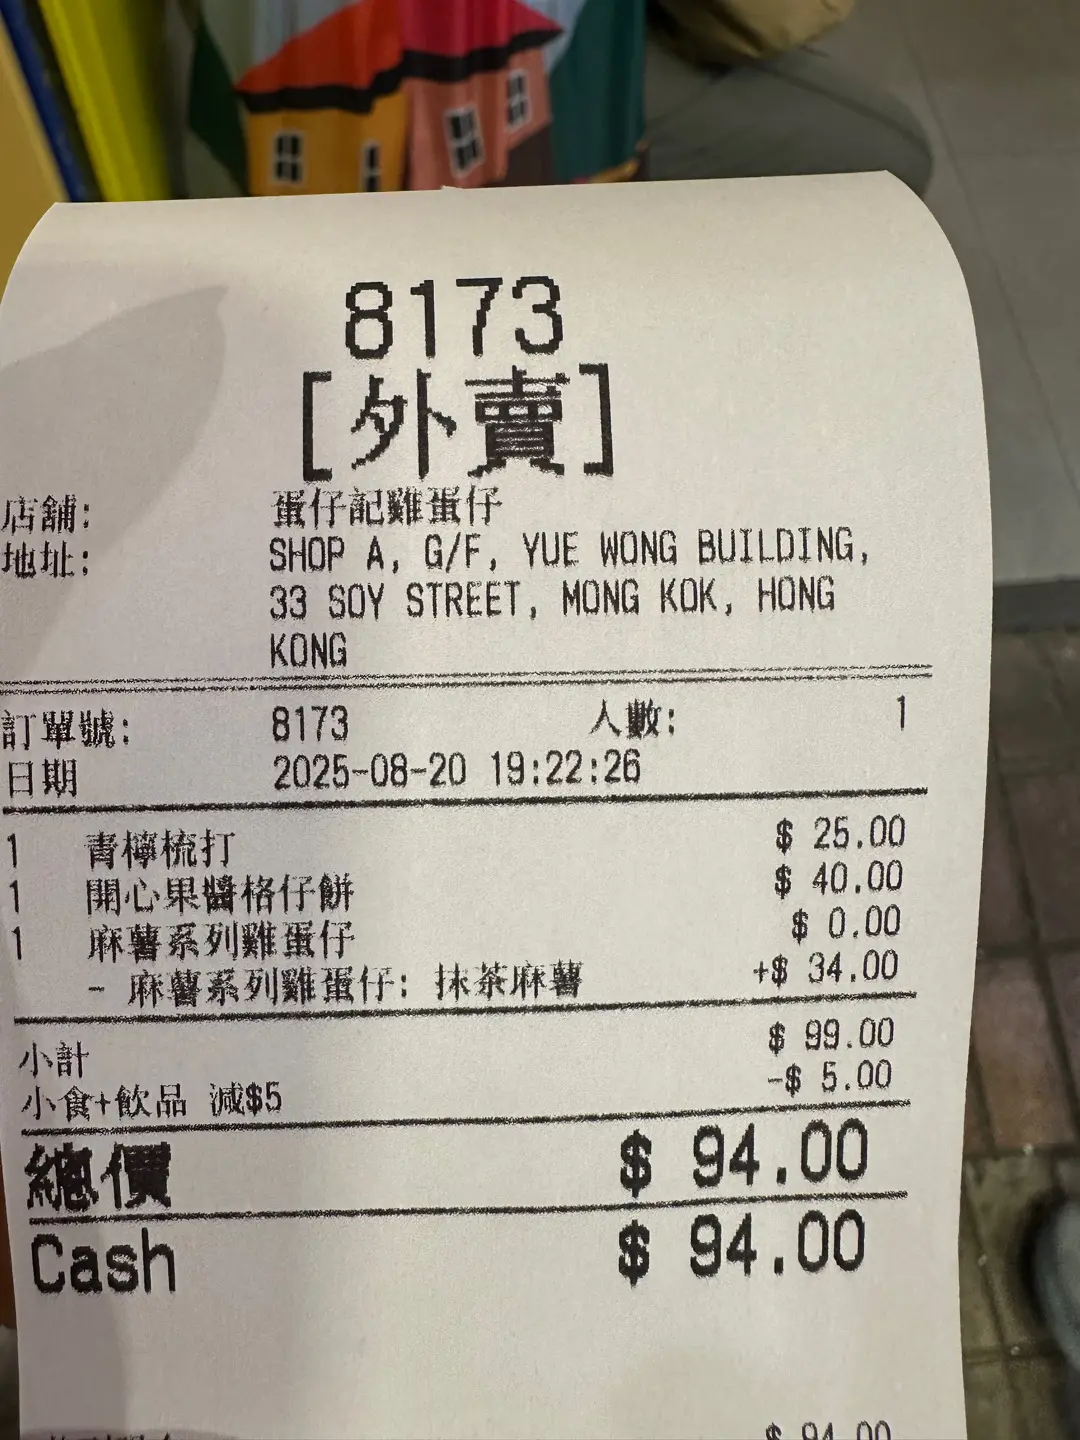 8173
[外賣]
店舖: 蛋仔記雞蛋仔
地址: SHOP A, G/F, YUE WONG BUILDING,
33 SOY STREET, MONG KOK, HONG
KONG
訂單號: 8173 人數: 1
日期 2025-08-20 19:22:26
1 青檸梳打 $ 25.00
1 開心果醬格仔餅 $ 40.00
1 麻薯系列雞蛋仔 $ 0.00
- 麻薯系列雞蛋仔: 抹茶麻薯 +$ 34.00
小計 $ 99.00
小食+飲品 減$5 -$ 5.00
總價 $ 94.00
Cash $ 94.00
$ 94.00